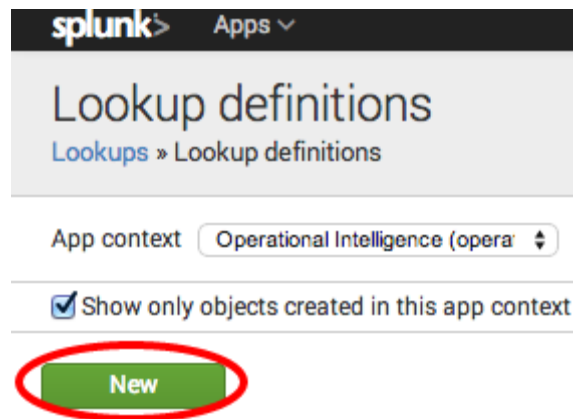 splunk> Apps
Lookup definitions
Lookups » Lookup definitions
App context Operational Intelligence (opera
Show only objects created in this app context
New